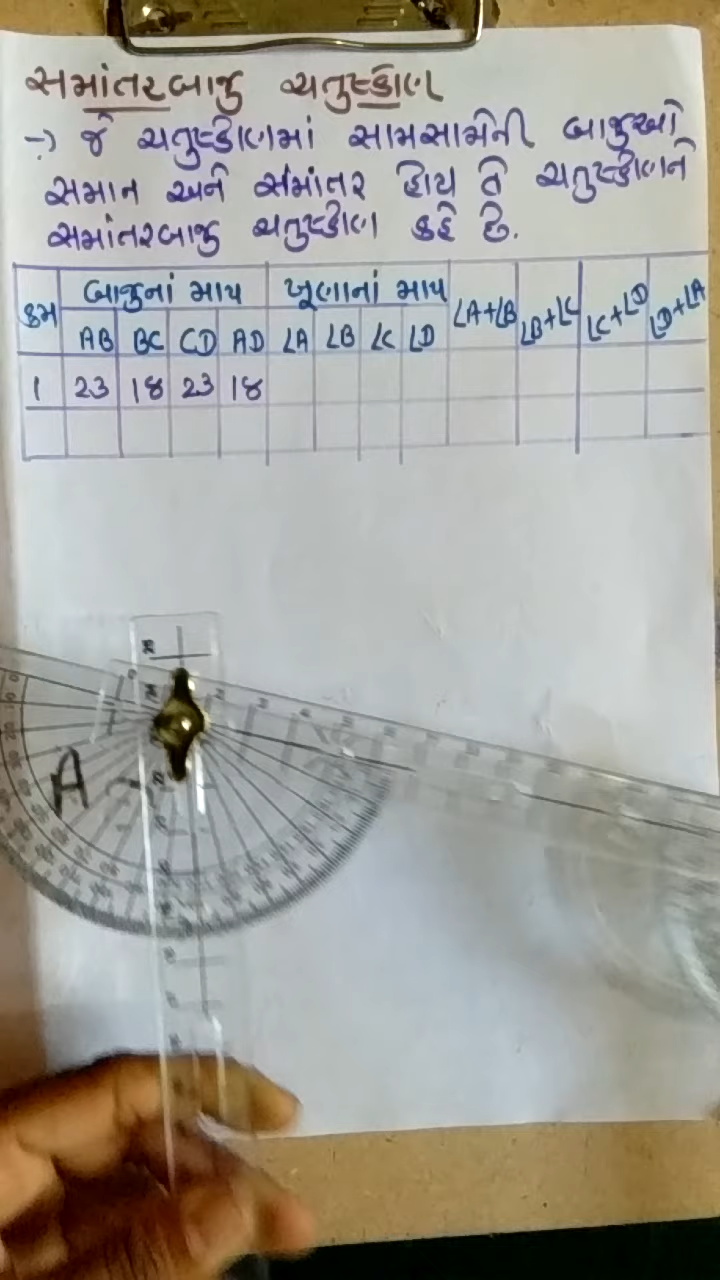 સમાંતરબાજુ ચતુષ્કોણ
→ જે ચતુષ્કોણમાં સામસામેની બાજુઓ
સમાન અને સંમાંતર હોય તે ચતુષ્કોણને
સમાંતરબાજુ ચતુષ્કોણ કહે છે.
ક્રમ બાજુનાં માપ ખૂણાનાં માપ ∠A+∠B ∠B+∠C ∠C+∠D ∠D+∠A
AB BC CD AD ∠A ∠B ∠C ∠D
1 23 18 23 18
A